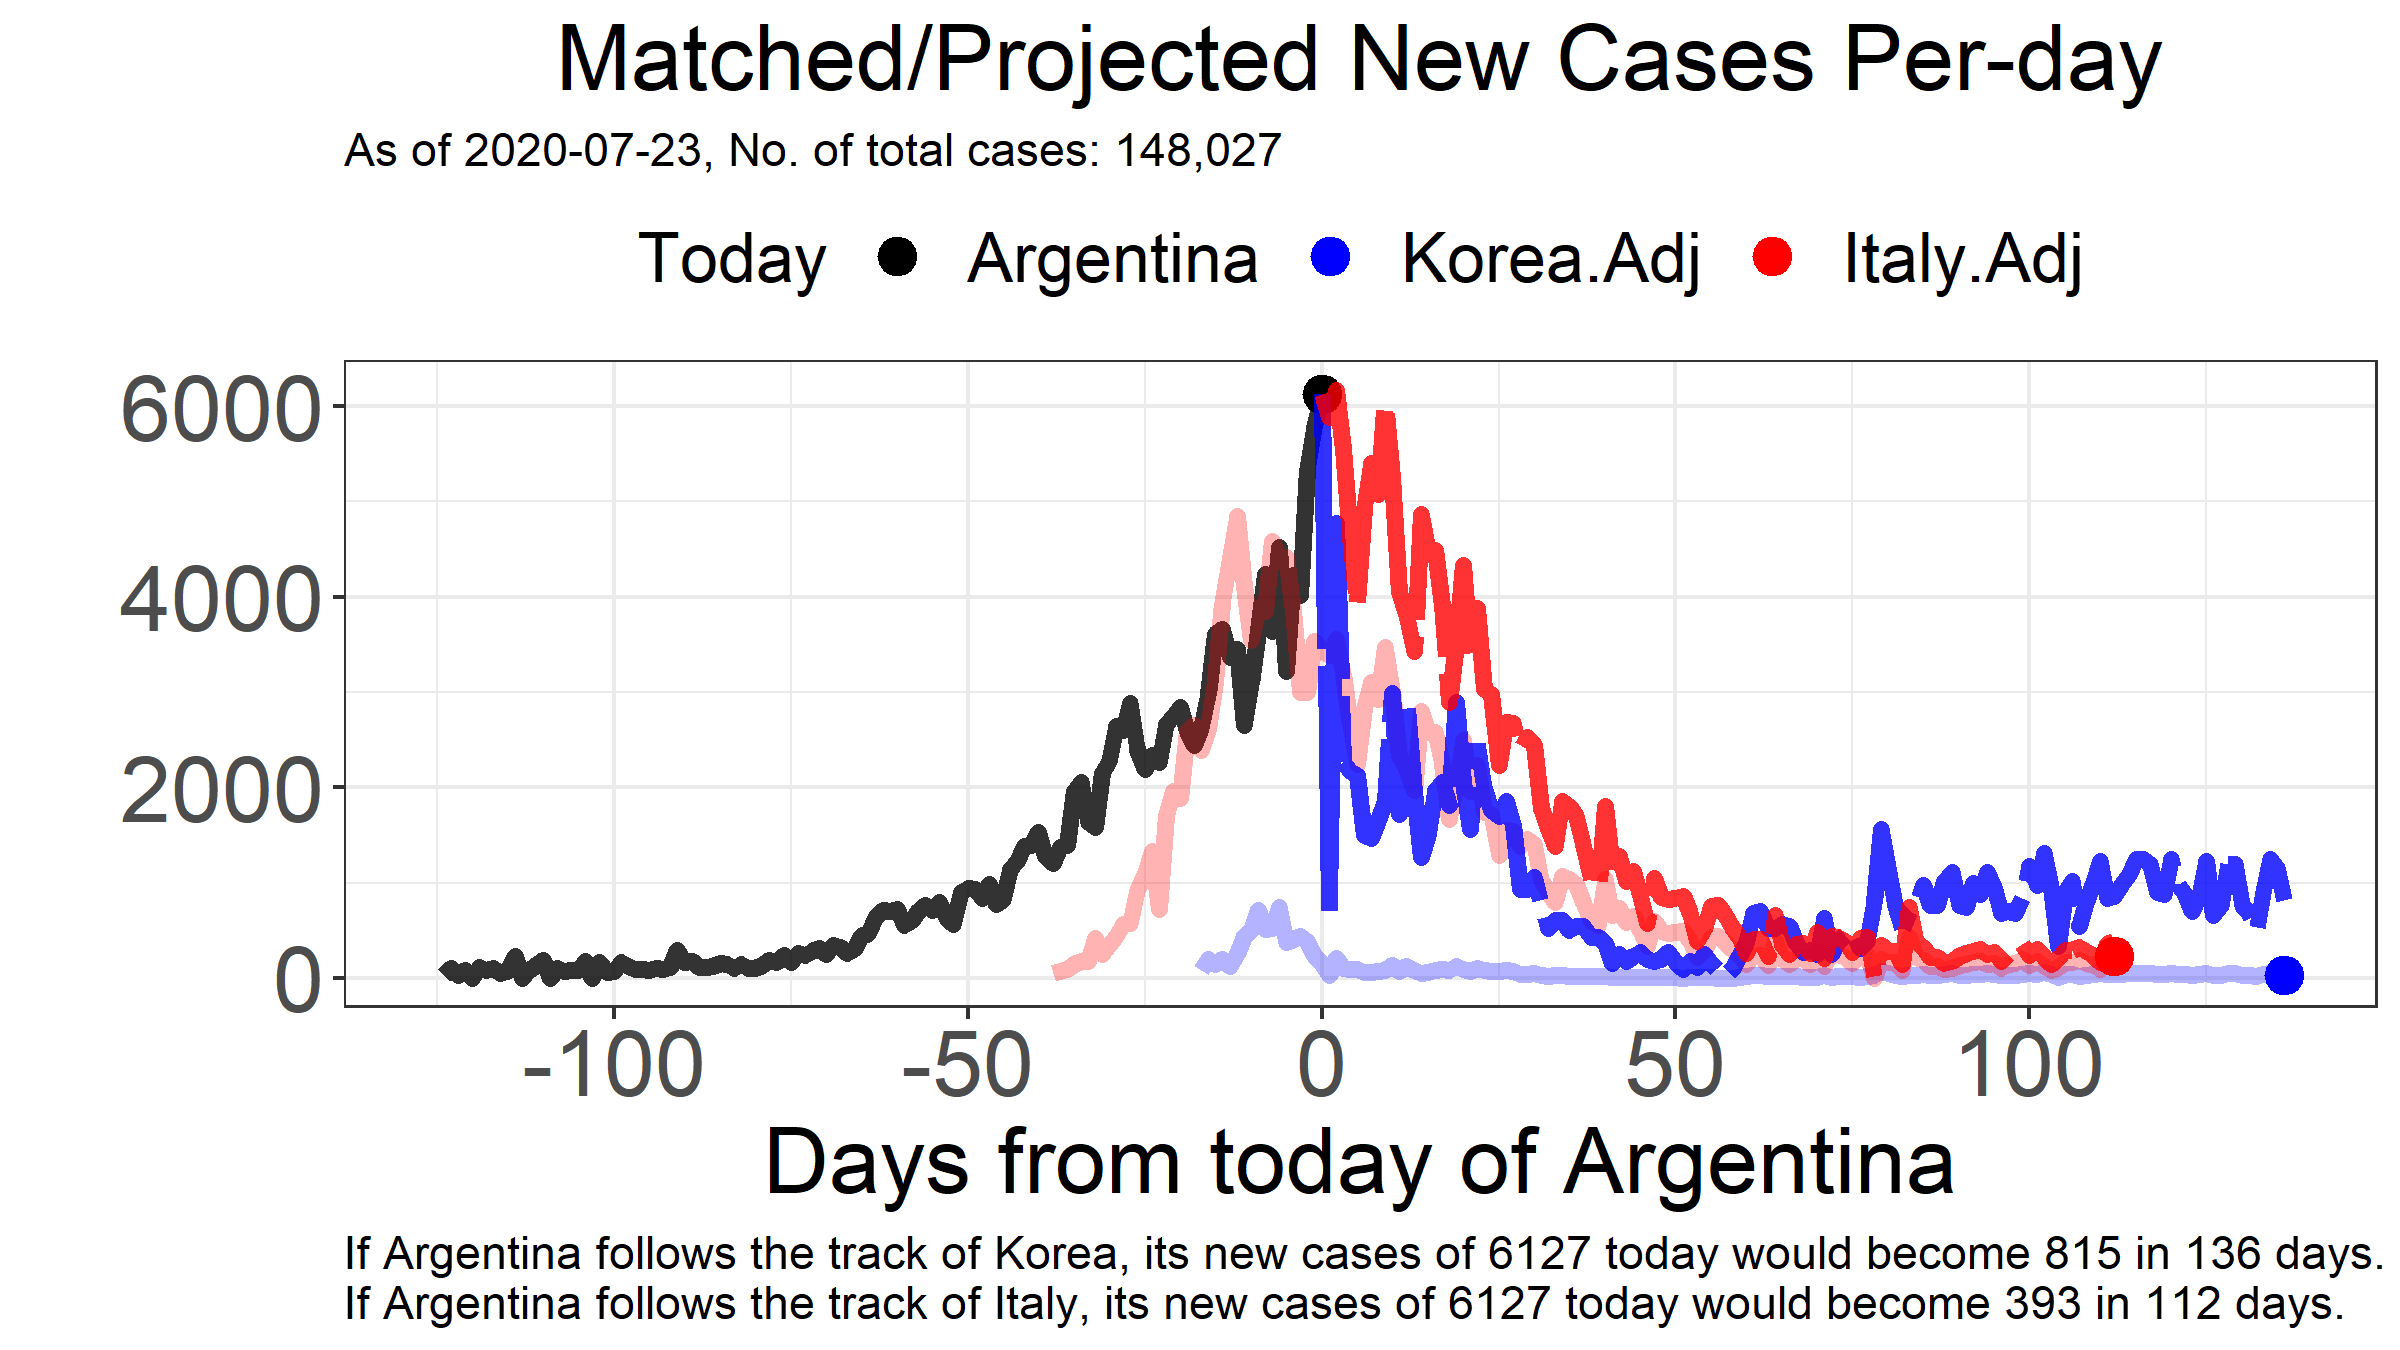 Matched/Projected New Cases Per-day
As of 2020-07-23, No. of total cases: 148,027
Today Argentina Korea.Adj Italy.Adj
6000
4000
2000
0
-100 -50 0 50 100
Days from today of Argentina
If Argentina follows the track of Korea, its new cases of 6127 today would become 815 in 136 days.
If Argentina follows the track of Italy, its new cases of 6127 today would become 393 in 112 days.